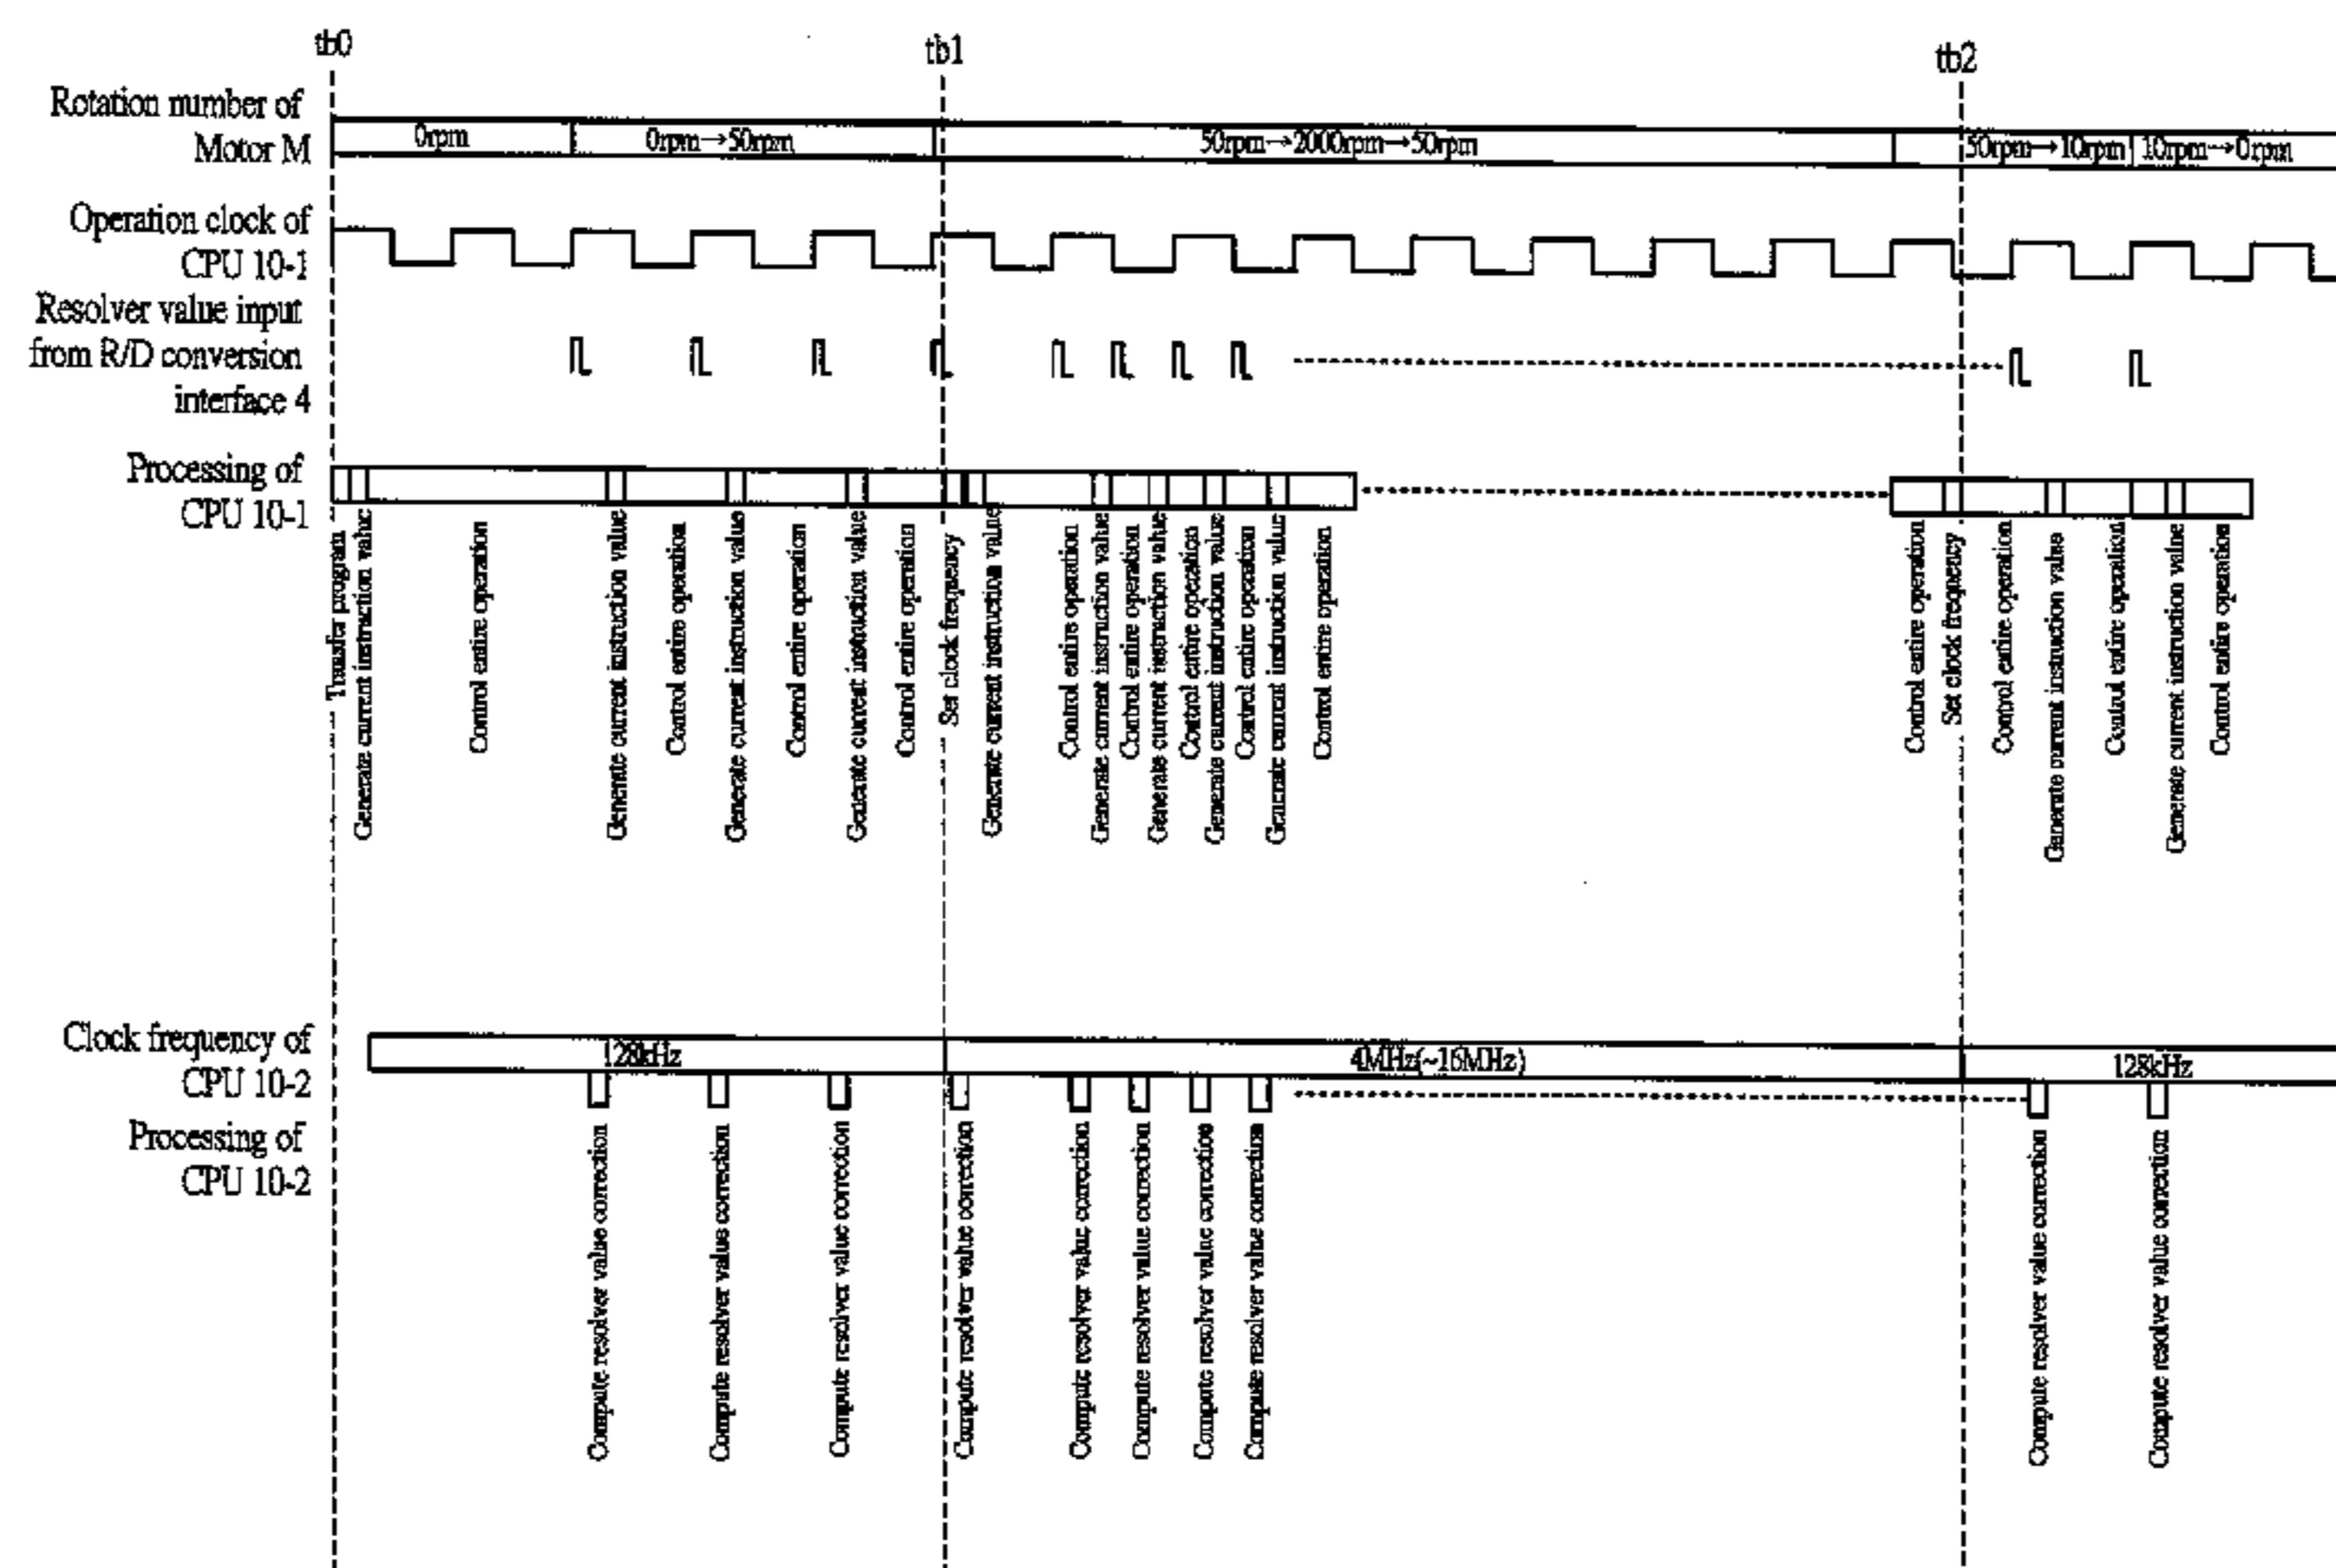 tb0
tb1
tb2
Rotation number of
Motor M
0rpm
0rpm→50rpm
50rpm→2000rpm→50rpm
50rpm→10rpm
10rpm→0rpm
Operation clock of
CPU 10-1
Resolver value input
from R/D conversion
interface 4
Processing of
CPU 10-1
Transfer program
Generate current instruction value
Control entire operation
Generate current instruction value
Control entire operation
Generate current instruction value
Control entire operation
Generate current instruction value
Control entire operation
Set clock frequency
Generate current instruction value
Control entire operation
Generate current instruction value
Control entire operation
Generate current instruction value
Control entire operation
Generate current instruction value
Control entire operation
Generate current instruction value
Control entire operation
Control entire operation
Set clock frequency
Control entire operation
Generate current instruction value
Control entire operation
Generate current instruction value
Control entire operation
Clock frequency of
CPU 10-2
128kHz
4MHz(~16MHz)
128kHz
Processing of
CPU 10-2
Compute resolver value correction
Compute resolver value correction
Compute resolver value correction
Compute resolver value correction
Compute resolver value correction
Compute resolver value correction
Compute resolver value correction
Compute resolver value correction
Compute resolver value correction
Compute resolver value correction